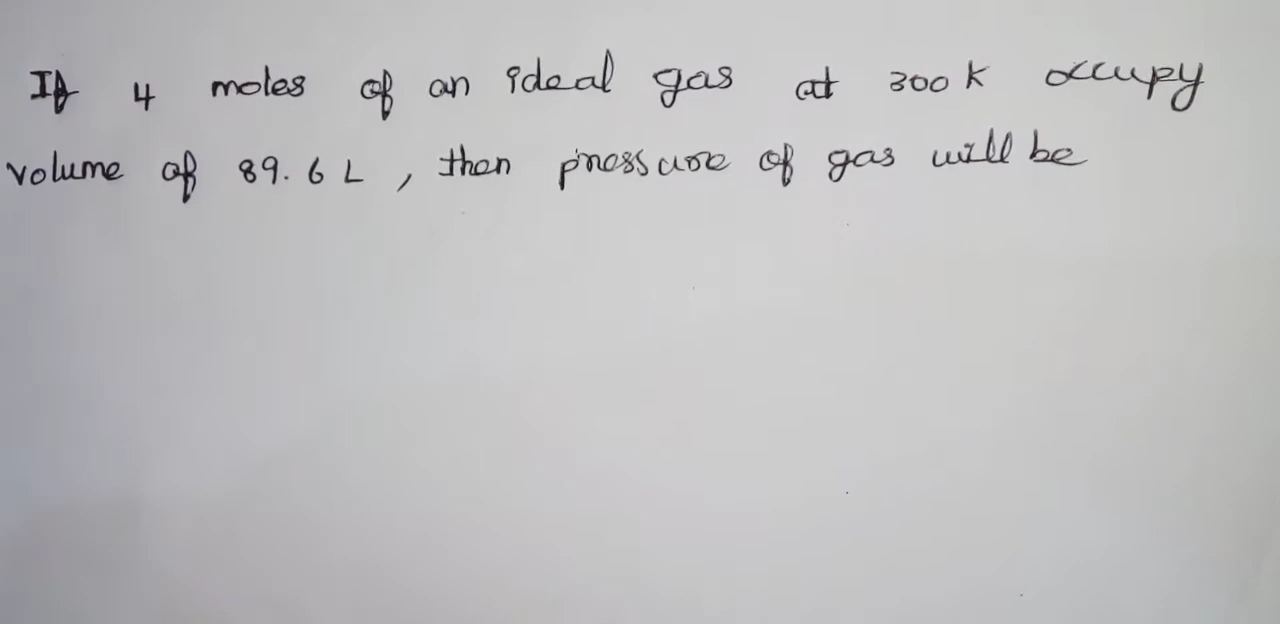 If 4 moles of an ideal gas at 300 K occupy
volume of 89.6 L , then pressure of gas will be